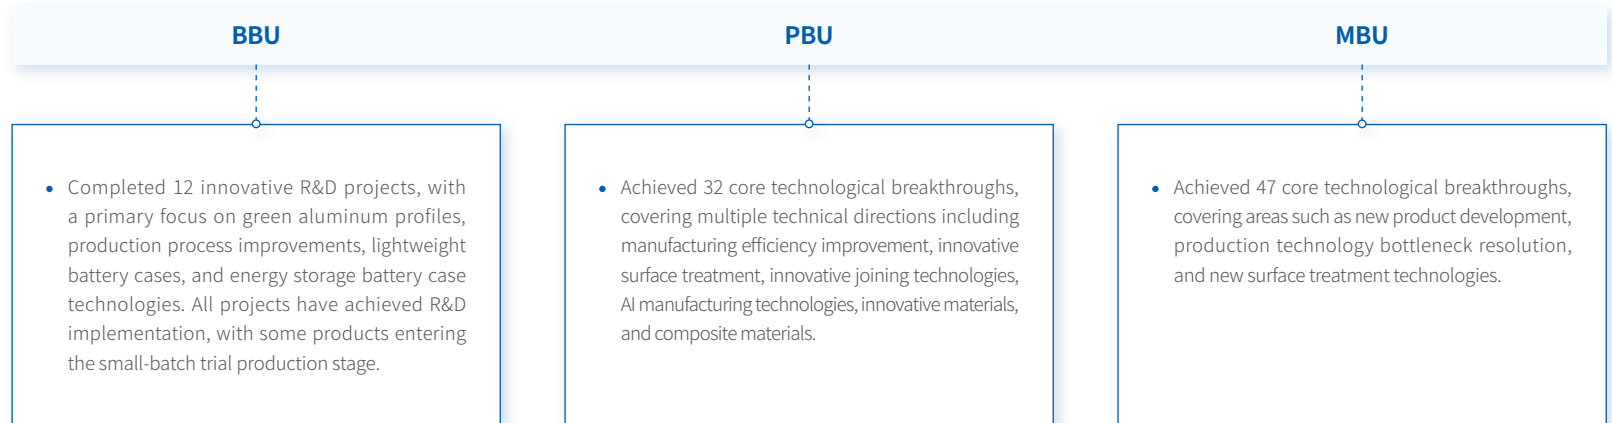 BBU
PBU
MBU
• Completed 12 innovative R&D projects, with
a primary focus on green aluminum profiles,
production process improvements, lightweight
battery cases, and energy storage battery case
technologies. All projects have achieved R&D
implementation, with some products entering
the small-batch trial production stage.
• Achieved 32 core technological breakthroughs,
covering multiple technical directions including
manufacturing efficiency improvement, innovative
surface treatment, innovative joining technologies,
AI manufacturing technologies, innovative materials,
and composite materials.
• Achieved 47 core technological breakthroughs,
covering areas such as new product development,
production technology bottleneck resolution,
and new surface treatment technologies.